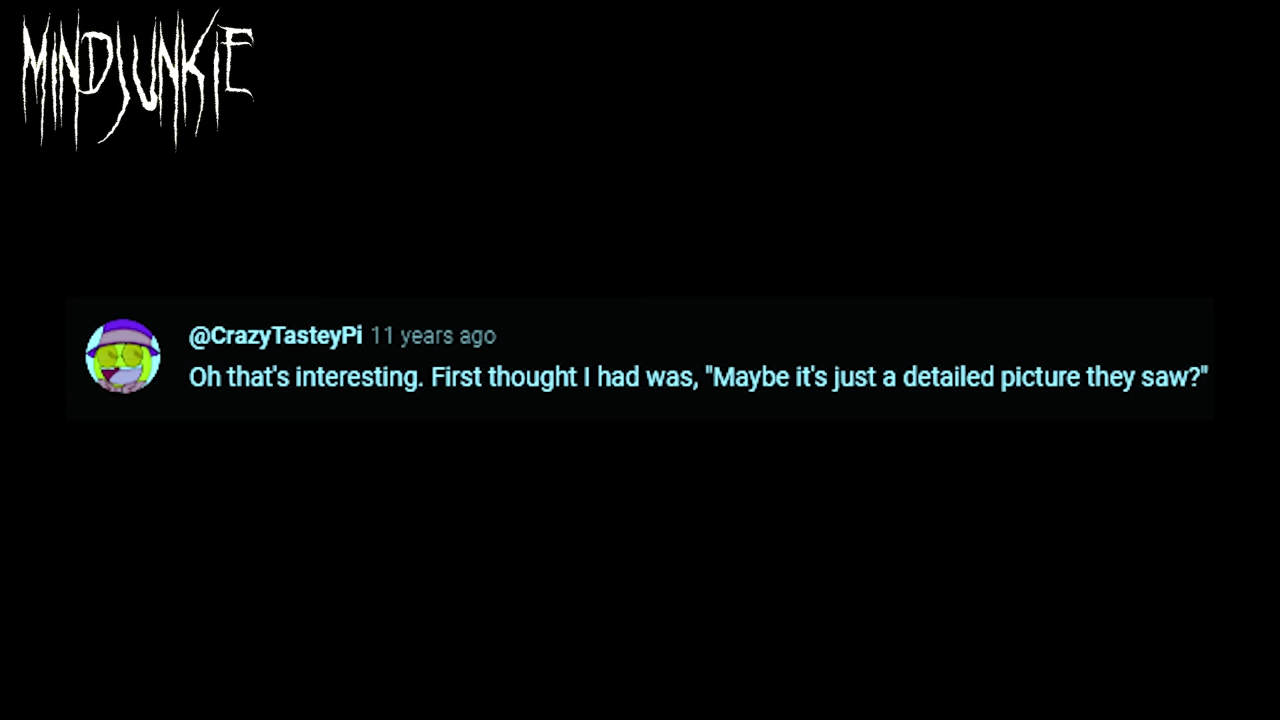 MINDJUNKIE
@CrazyTasteyPi 11 years ago
Oh that's interesting. First thought I had was, "Maybe it's just a detailed picture they saw?"